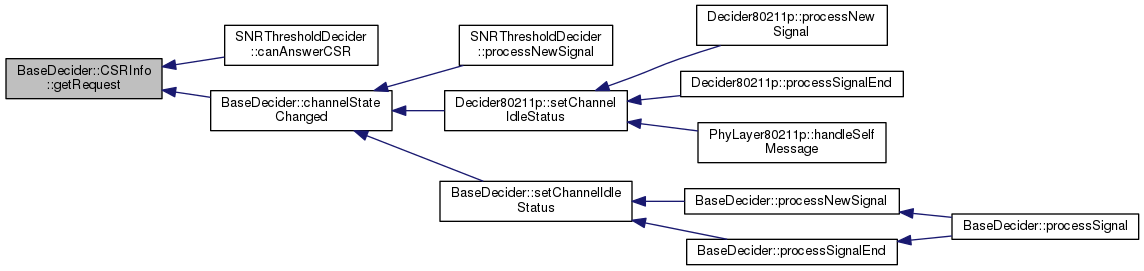 BaseDecider::CSRInfo
::getRequest
SNRThresholdDecider
::canAnswerCSR
BaseDecider::channelState
Changed
SNRThresholdDecider
::processNewSignal
Decider80211p::setChannel
IdleStatus
Decider80211p::processNew
Signal
Decider80211p::processSignalEnd
PhyLayer80211p::handleSelf
Message
BaseDecider::setChannelIdle
Status
BaseDecider::processNewSignal
BaseDecider::processSignalEnd
BaseDecider::processSignal